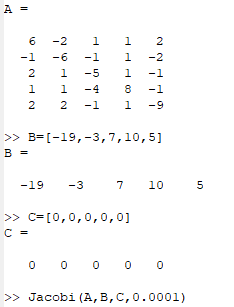 A =
6 -2 1 1 2
-1 -6 -1 1 -2
2 1 -5 1 -1
1 1 -4 8 -1
2 2 -1 1 -9
>> B=[-19,-3,7,10,5]
B =
-19 -3 7 10 5
>> C=[0,0,0,0,0]
C =
0 0 0 0 0
>> Jacobi(A,B,C,0.0001)